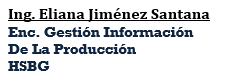 Ing. Eliana Jiménez Santana
Enc. Gestión Información
De La Producción
HSBG